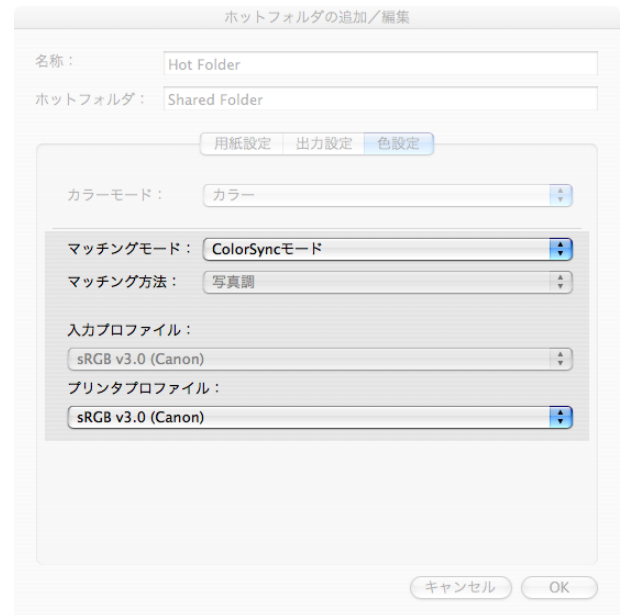 ホットフォルダの追加／編集
名称： Hot Folder
ホットフォルダ： Shared Folder
用紙設定 出力設定 色設定
カラーモード： カラー
マッチングモード： ColorSyncモード
マッチング方法： 写真調
入力プロファイル：
sRGB v3.0 (Canon)
プリンタプロファイル：
sRGB v3.0 (Canon)
キャンセル OK